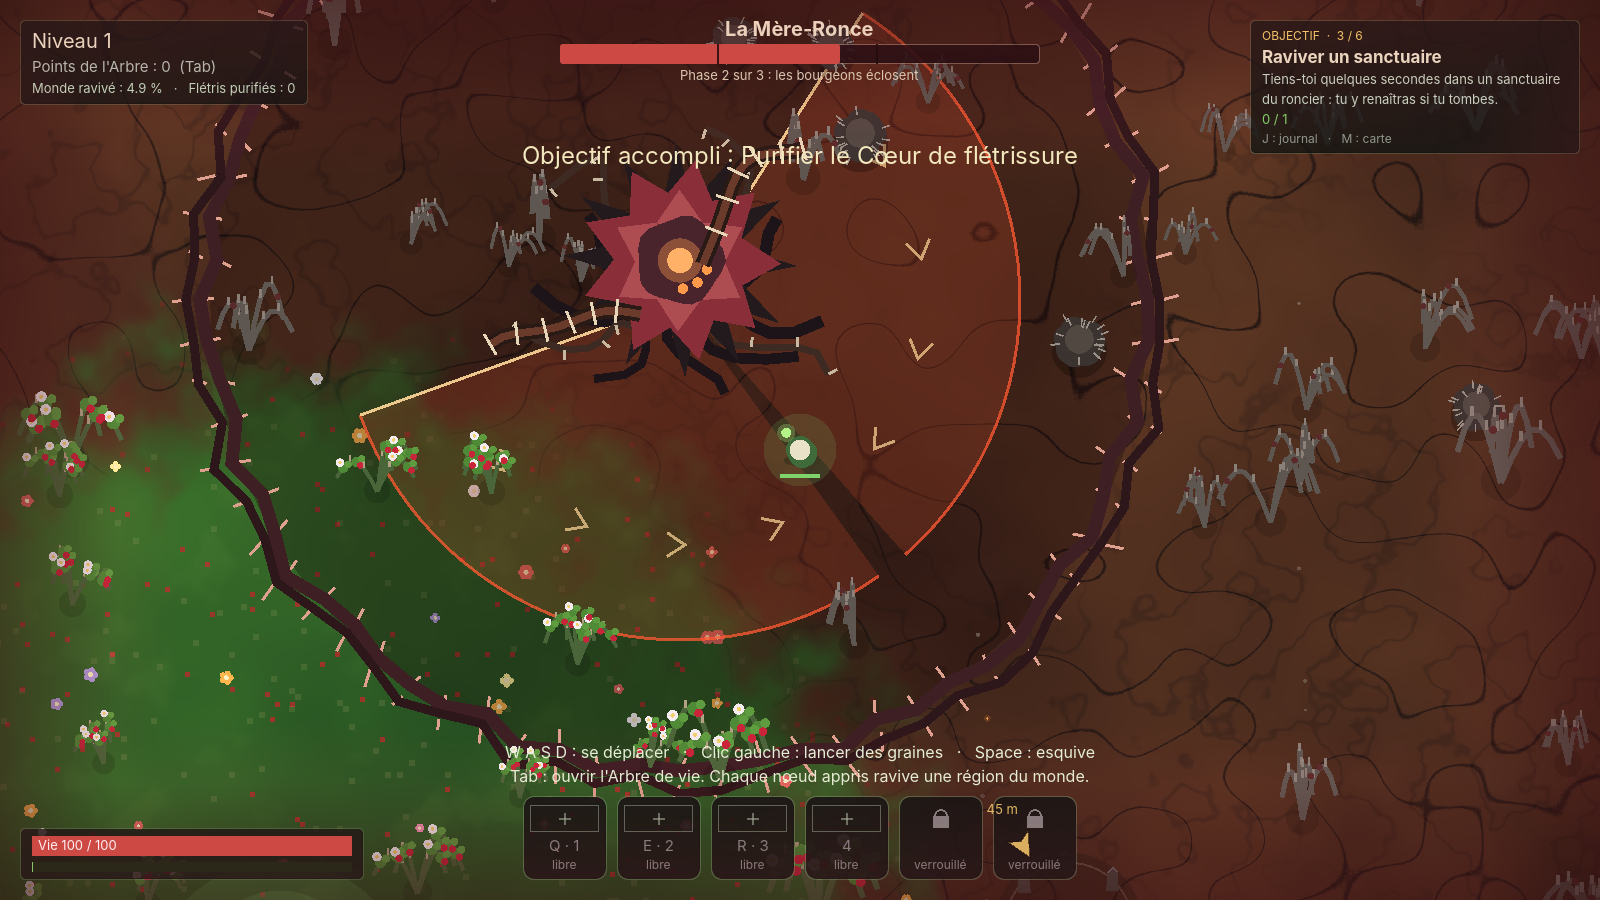 Niveau 1
Points de l'Arbre : 0 (Tab)
Monde ravivé : 4.9 % · Flétris purifiés : 0
La Mère-Ronce
Phase 2 sur 3 : les bourgeons éclosent
OBJECTIF · 3 / 6
Raviver un sanctuaire
Tiens-toi quelques secondes dans un sanctuaire
du roncier : tu y renaîtras si tu tombes.
0 / 1
J : journal · M : carte
Objectif accompli : Purifier le Cœur de flétrissure
W A S D : se déplacer · Clic gauche : lancer des graines · Space : esquive
Tab : ouvrir l'Arbre de vie. Chaque nœud appris ravive une région du monde.
Vie 100 / 100
Q · 1
libre
E · 2
libre
R · 3
libre
4
libre
verrouillé
45 m
verrouillé